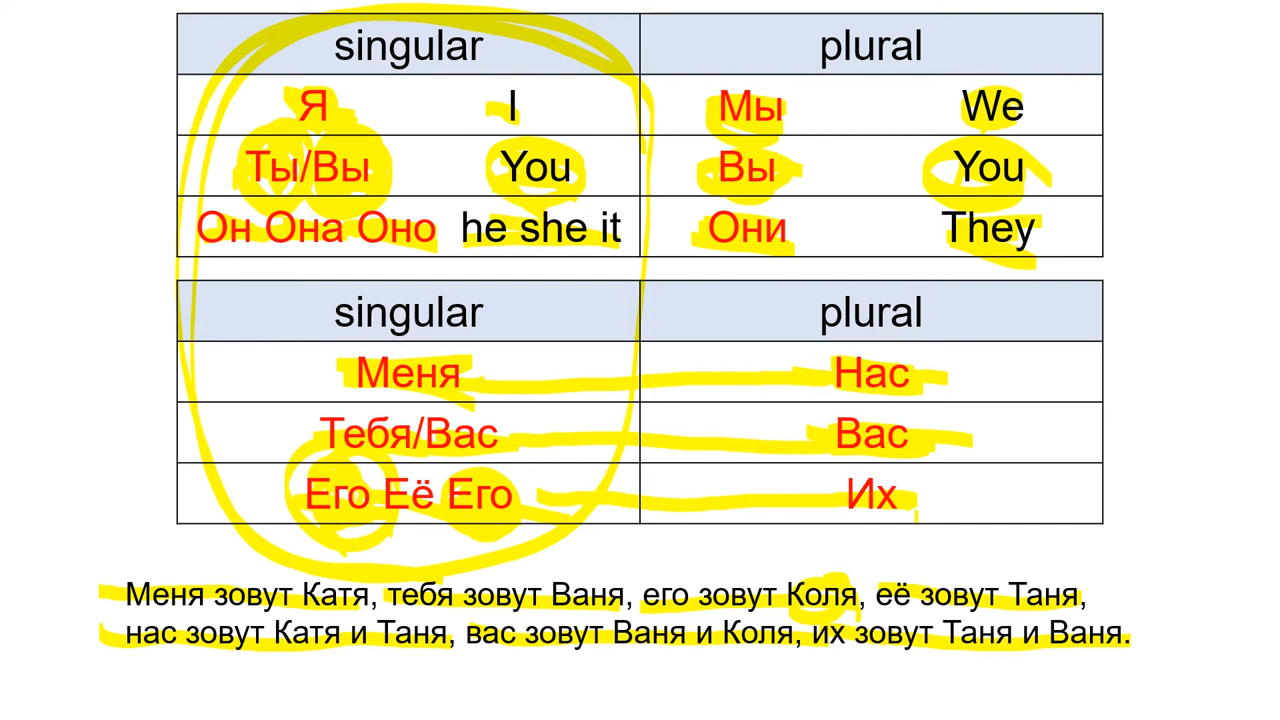 singular plural
Я I Мы We
Ты/Вы You Вы You
Он Она Оно he she it Они They
singular plural
Меня Нас
Тебя/Вас Вас
Его Её Его Их
Меня зовут Катя, тебя зовут Ваня, его зовут Коля, её зовут Таня,
нас зовут Катя и Таня, вас зовут Ваня и Коля, их зовут Таня и Ваня.